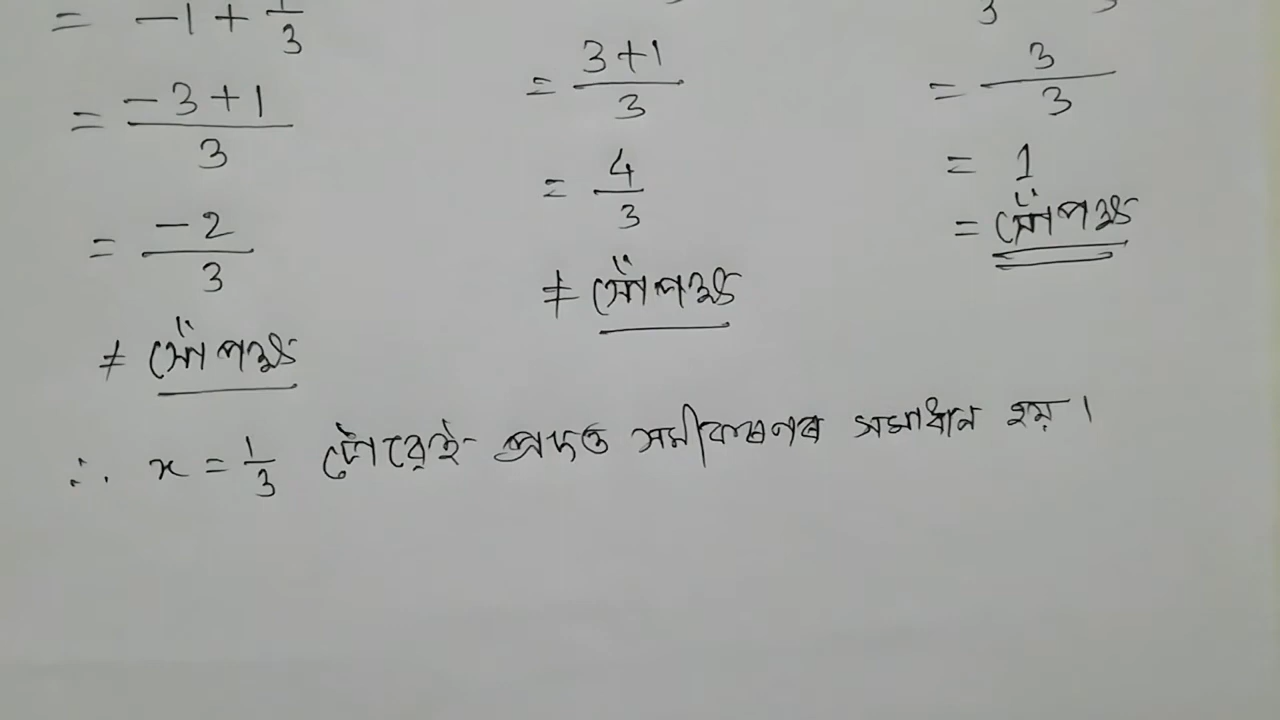 = -1 + 1/3
= (-3+1)/3
= -2/3
≠ সোঁপক্ষ
= (3+1)/3
= 4/3
≠ সোঁপক্ষ
= 3/3
= 1
= সোঁপক্ষ
∴ x = 1/3 প্ৰদত্ত সমীকৰণৰ সমাধান হয়।